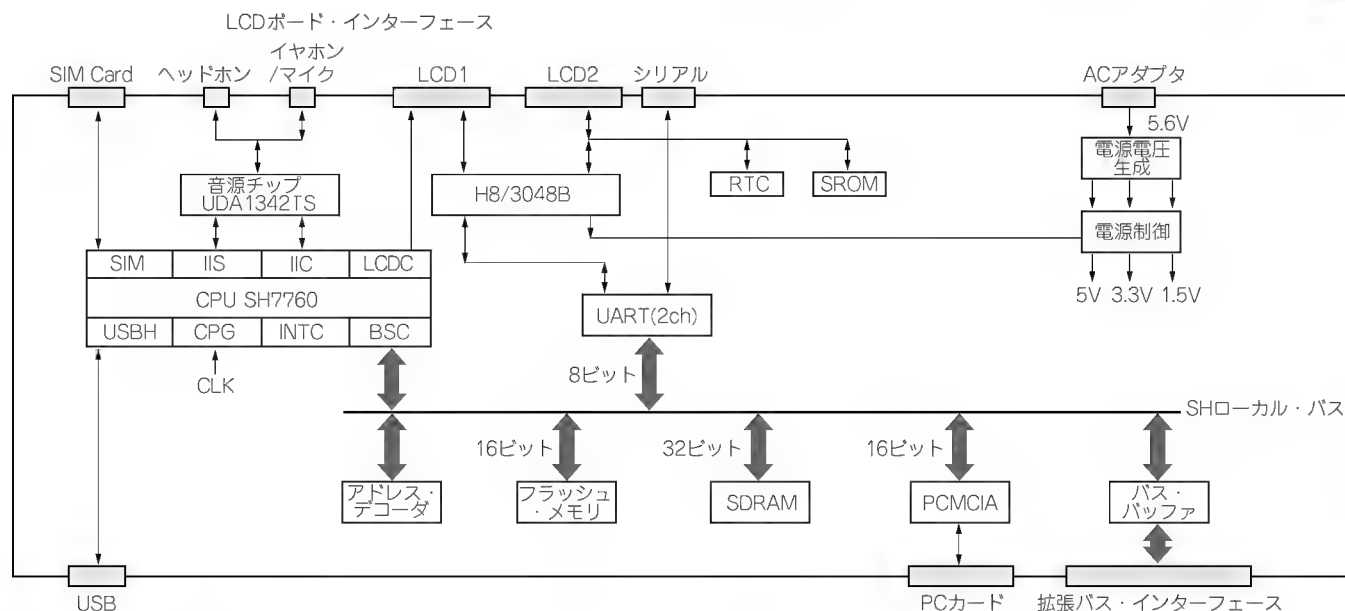 LCDボード・インターフェース
SIM Card
ヘッドホン
イヤホン
/マイク
LCD1
LCD2
シリアル
ACアダプタ
5.6V
電源電圧
生成
音源チップ
UDA1342TS
H8/3048B
RTC
SROM
電源制御
SIM
IIS
IIC
LCDC
CPU SH7760
5V
3.3V
1.5V
USBH
CPG
INTC
BSC
UART(2ch)
CLK
8ビット
SHローカル・バス
16ビット
32ビット
16ビット
アドレス・
デコーダ
フラッシュ
・メモリ
SDRAM
PCMCIA
バス・
バッファ
USB
PCカード
拡張バス・インターフェース